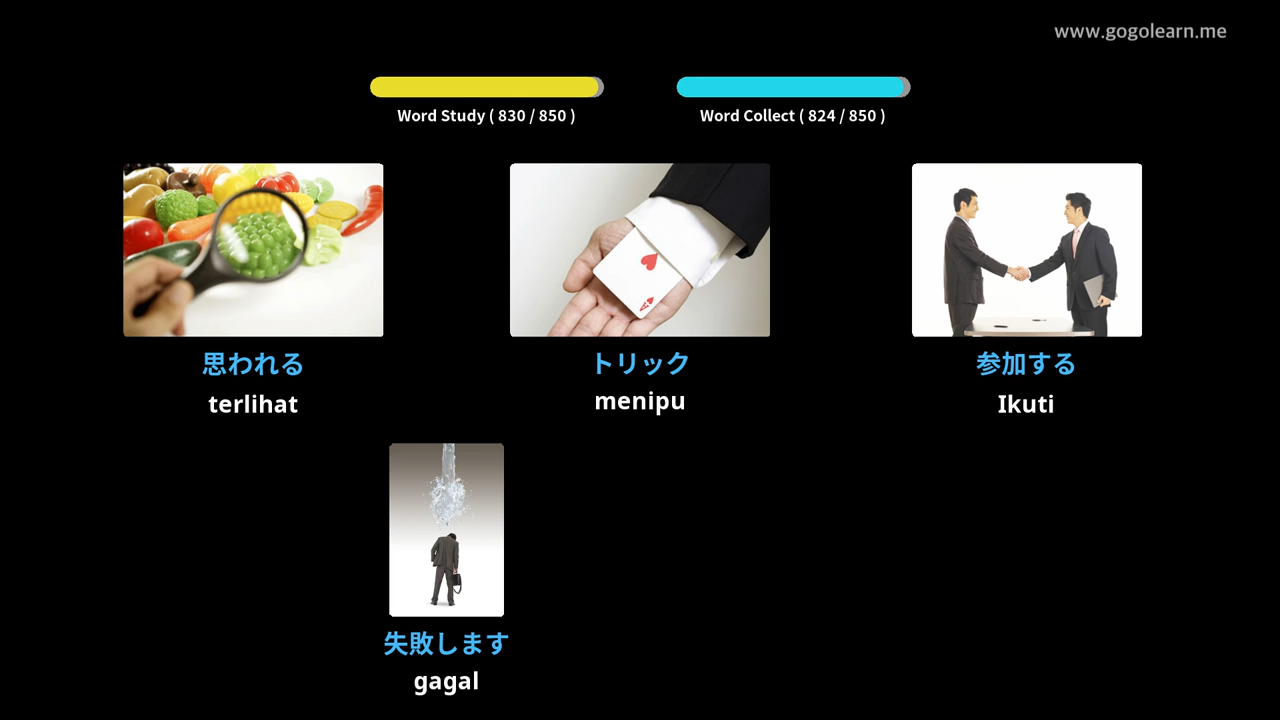 www.gogolearn.me
Word Study ( 830 / 850 )
Word Collect ( 824 / 850 )
思われる
terlihat
トリック
menipu
参加する
Ikuti
失敗します
gagal